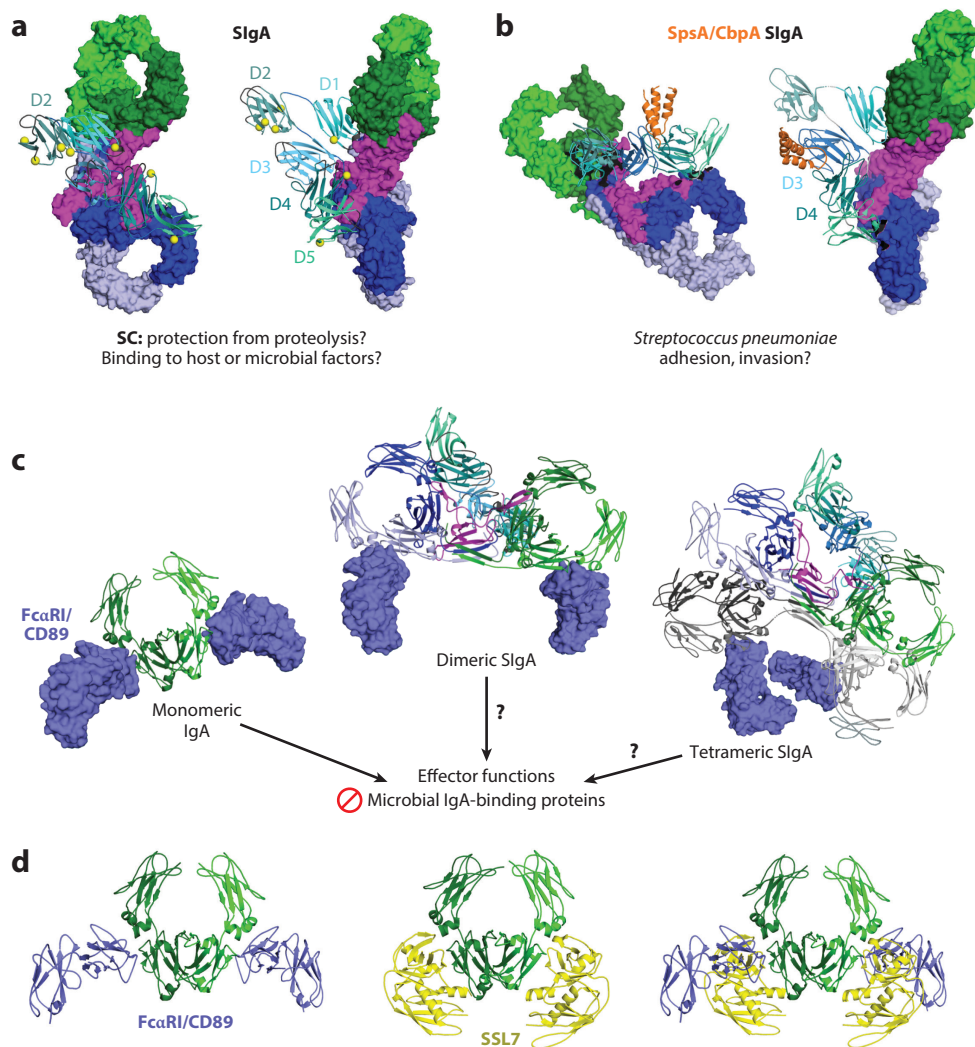 a
SIgA
D2
D2
D1
D3
D4
D5
SC: protection from proteolysis?
Binding to host or microbial factors?
b
SpsA/CbpA SIgA
D3
D4
Streptococcus pneumoniae
adhesion, invasion?
c
FcαRI/
CD89
Monomeric
IgA
Dimeric SIgA
?
Tetrameric SIgA
?
Effector functions
Microbial IgA-binding proteins
d
FcαRI/CD89
SSL7